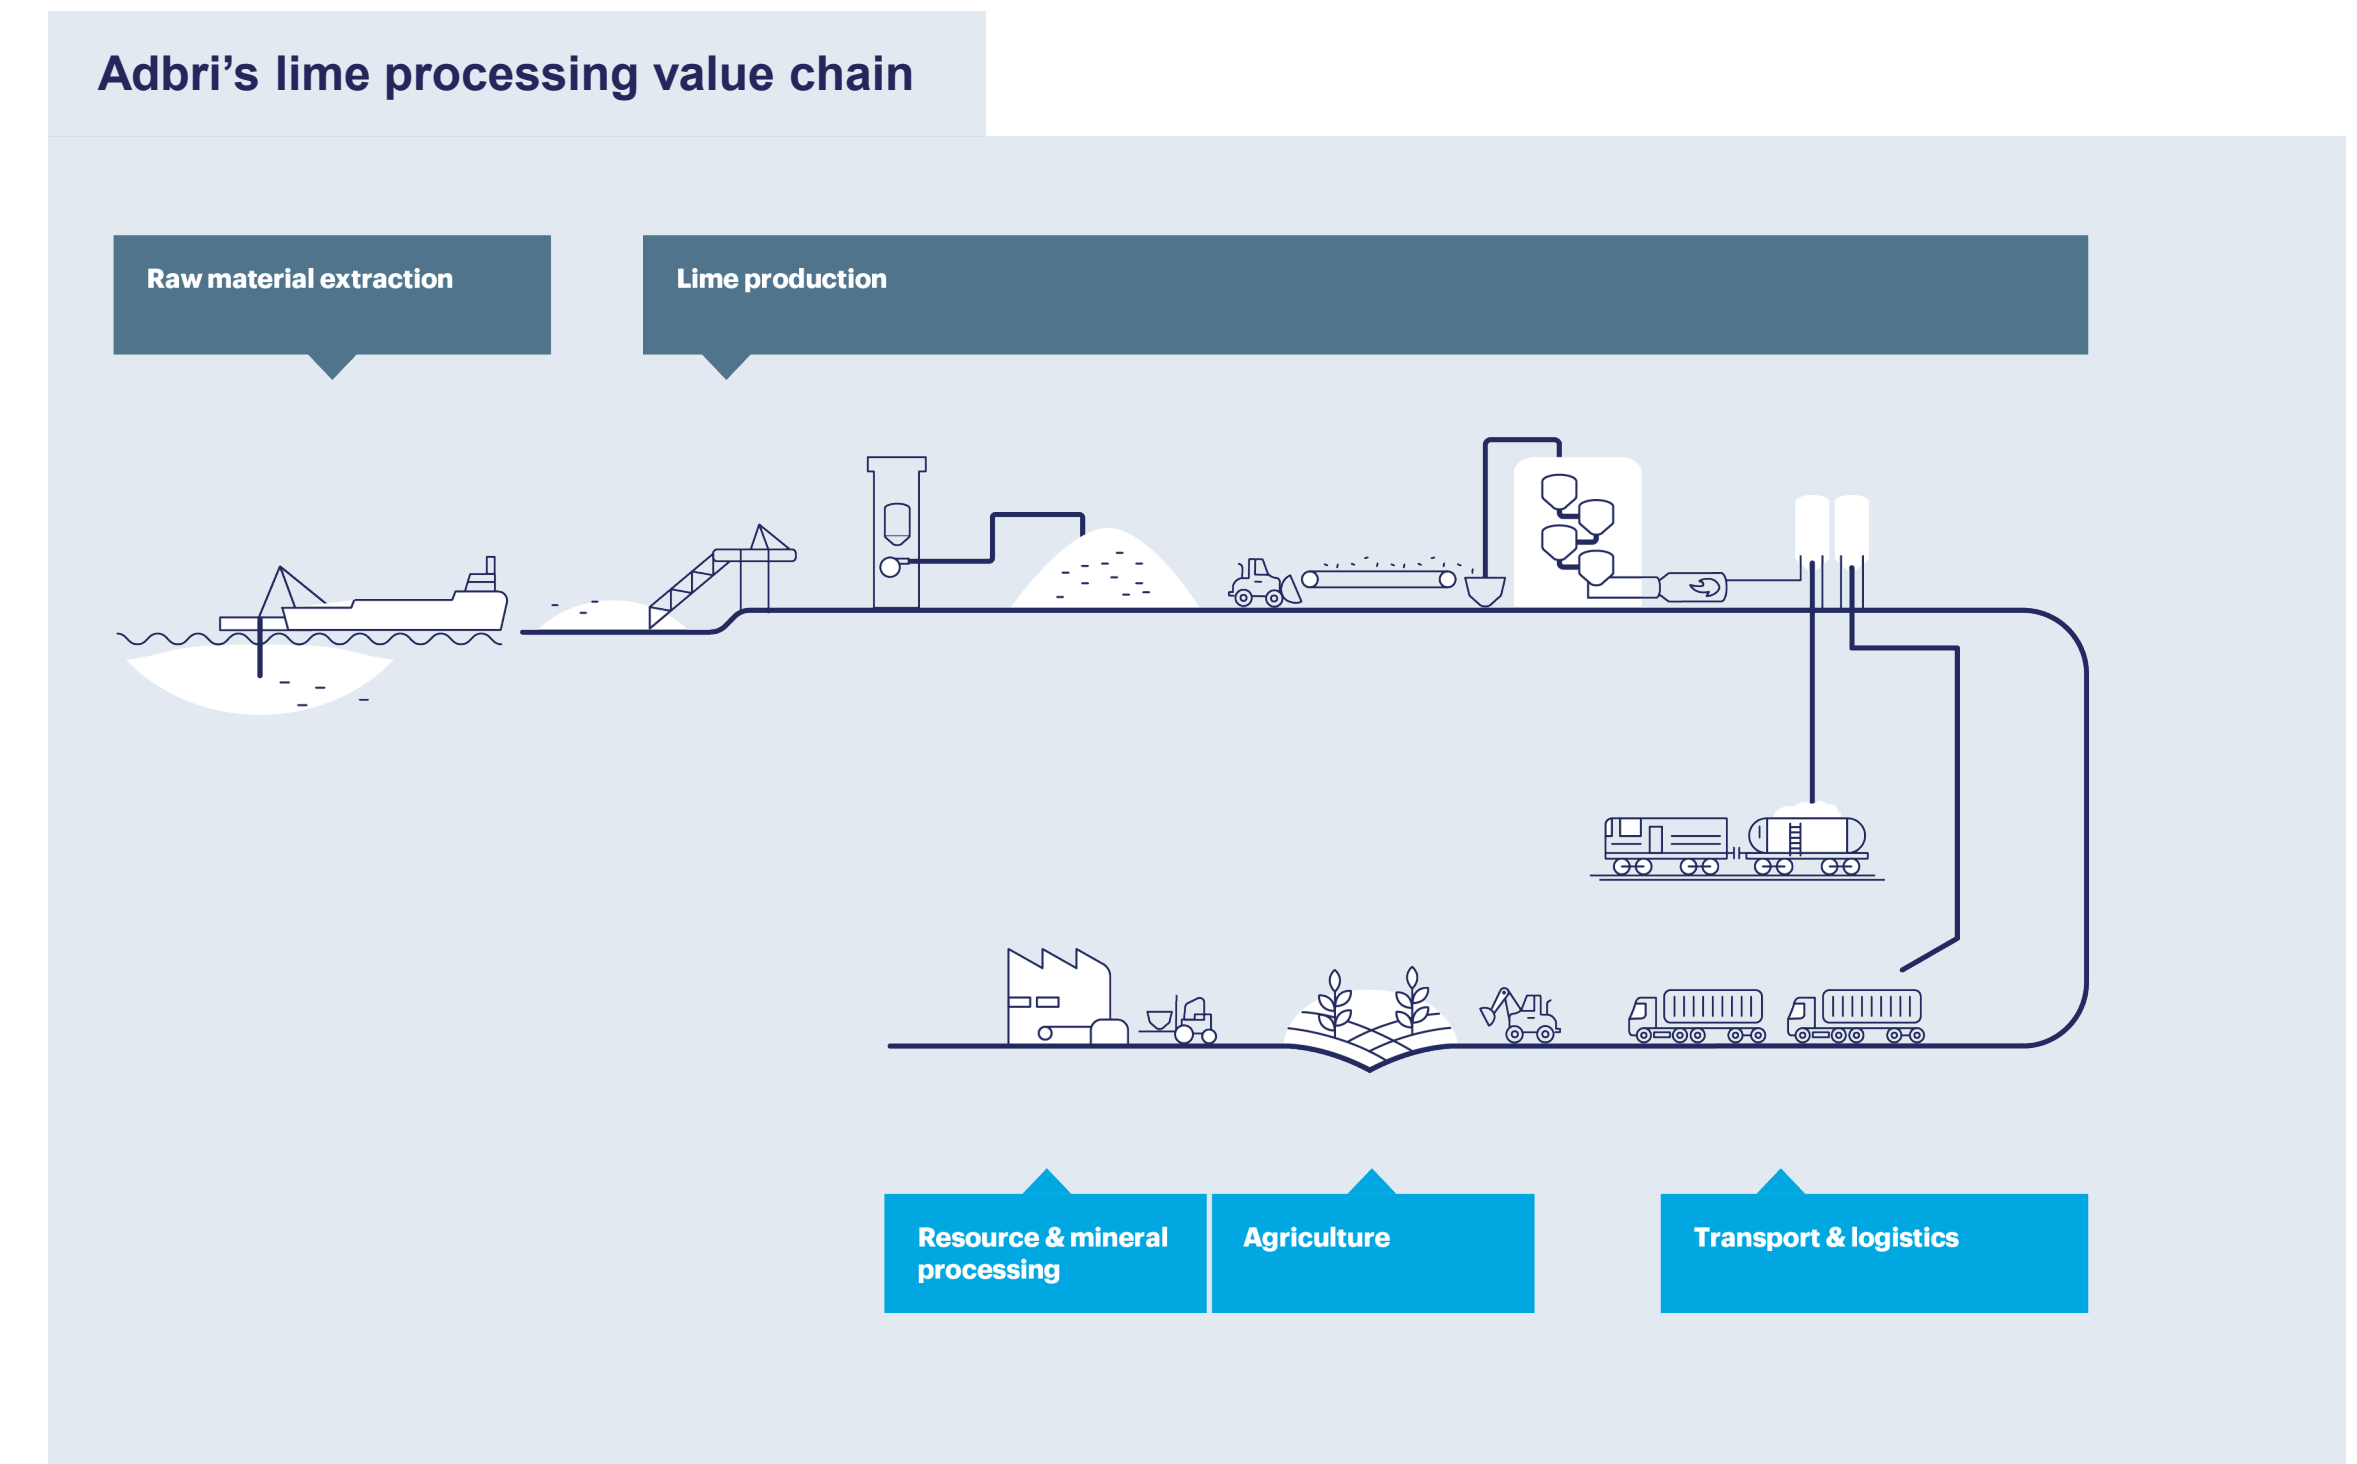 Adbri’s lime processing value chain
Raw material extraction
Lime production
Resource & mineral
processing
Agriculture
Transport & logistics